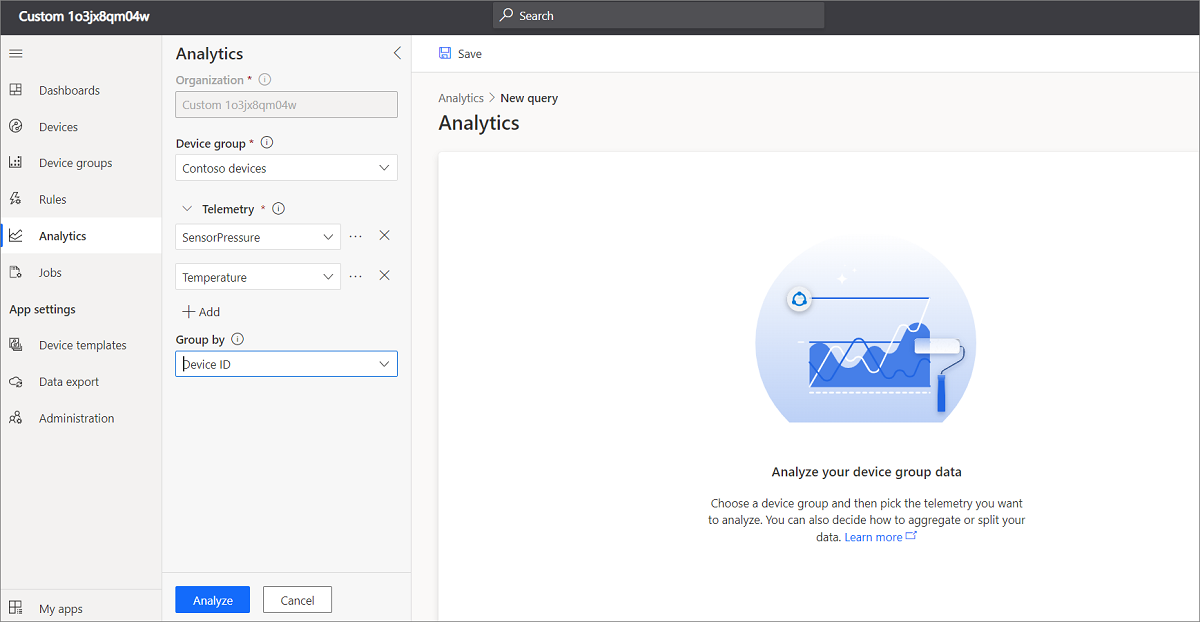 Custom 1o3jx8qm04w
Search
Dashboards
Devices
Device groups
Rules
Analytics
Jobs
App settings
Device templates
Data export
Administration
My apps
Analytics
Organization *
Custom 1o3jx8qm04w
Device group *
Contoso devices
Telemetry *
SensorPressure
Temperature
Add
Group by
Device ID
Analyze
Cancel
Save
Analytics > New query
Analytics
Analyze your device group data
Choose a device group and then pick the telemetry you want
to analyze. You can also decide how to aggregate or split your
data. Learn more